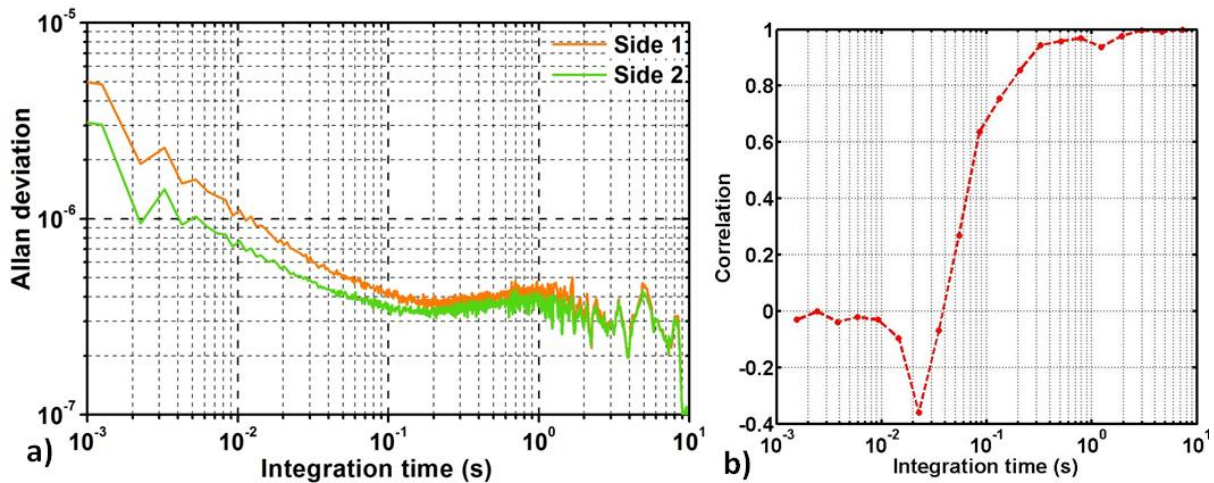 Allan deviation
10⁻⁵
10⁻⁶
10⁻⁷
Side 1
Side 2
10⁻³
10⁻²
10⁻¹
10⁰
10¹
Integration time (s)
a)
Correlation
1
0.8
0.6
0.4
0.2
0
-0.2
-0.4
10⁻³
10⁻²
10⁻¹
10⁰
10¹
Integration time (s)
b)